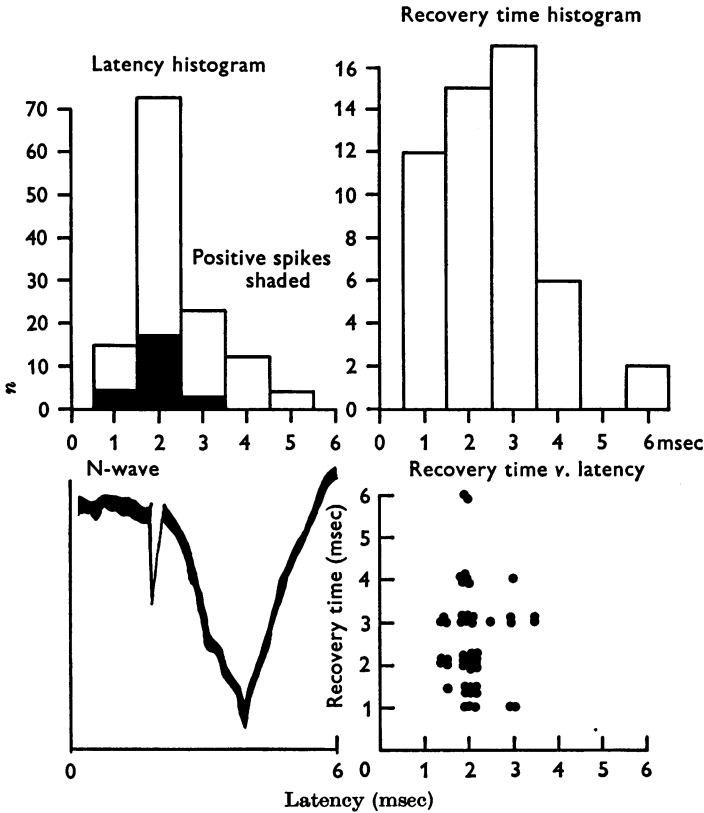 Latency histogram
70
60
50
40
30
20
10
0
n
Positive spikes
shaded
0 1 2 3 4 5 6
Recovery time histogram
16
14
12
10
8
6
4
2
0
0 1 2 3 4 5 6 msec
N-wave
0 6
Recovery time v. latency
Recovery time (msec)
6
5
4
3
2
1
0 1 2 3 4 5 6
Latency (msec)